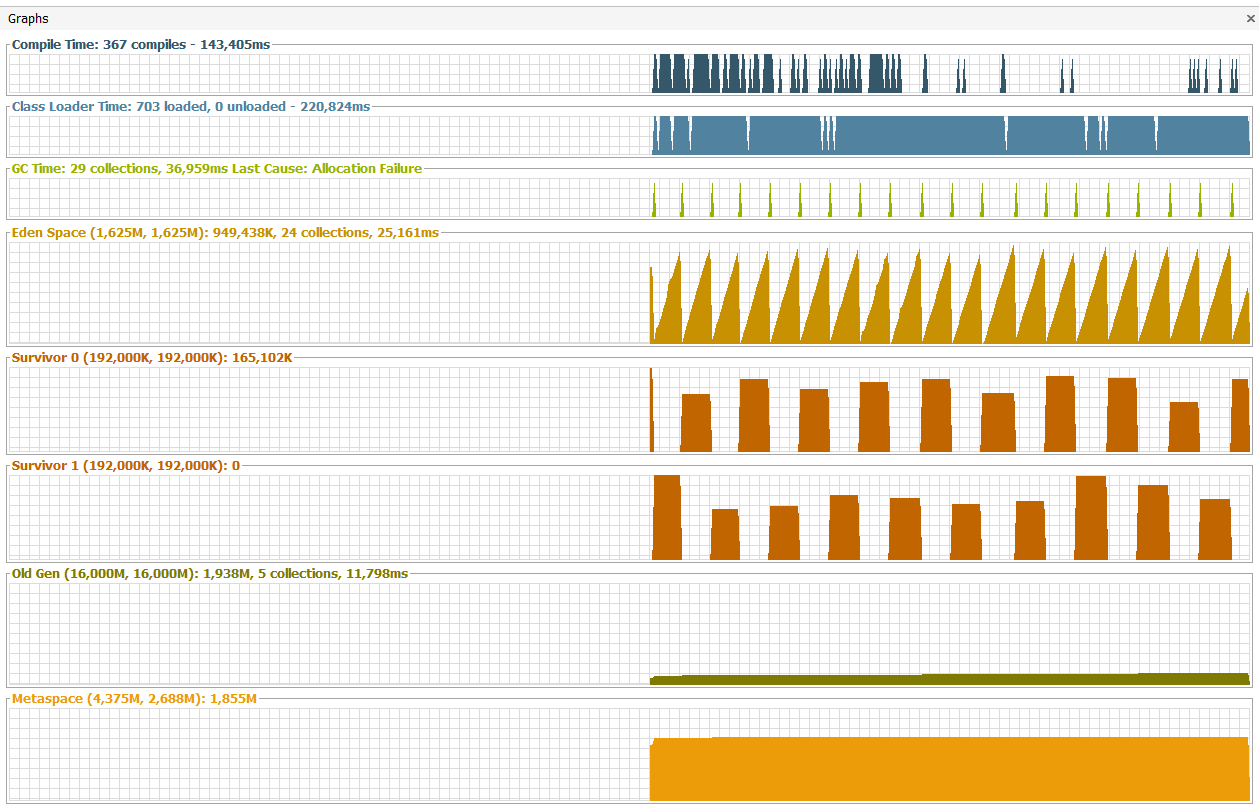 Graphs
Compile Time: 367 compiles - 143,405ms
Class Loader Time: 703 loaded, 0 unloaded - 220,824ms
GC Time: 29 collections, 36,959ms Last Cause: Allocation Failure
Eden Space (1,625M, 1,625M): 949,438K, 24 collections, 25,161ms
Survivor 0 (192,000K, 192,000K): 165,102K
Survivor 1 (192,000K, 192,000K): 0
Old Gen (16,000M, 16,000M): 1,938M, 5 collections, 11,798ms
Metaspace (4,375M, 2,688M): 1,855M